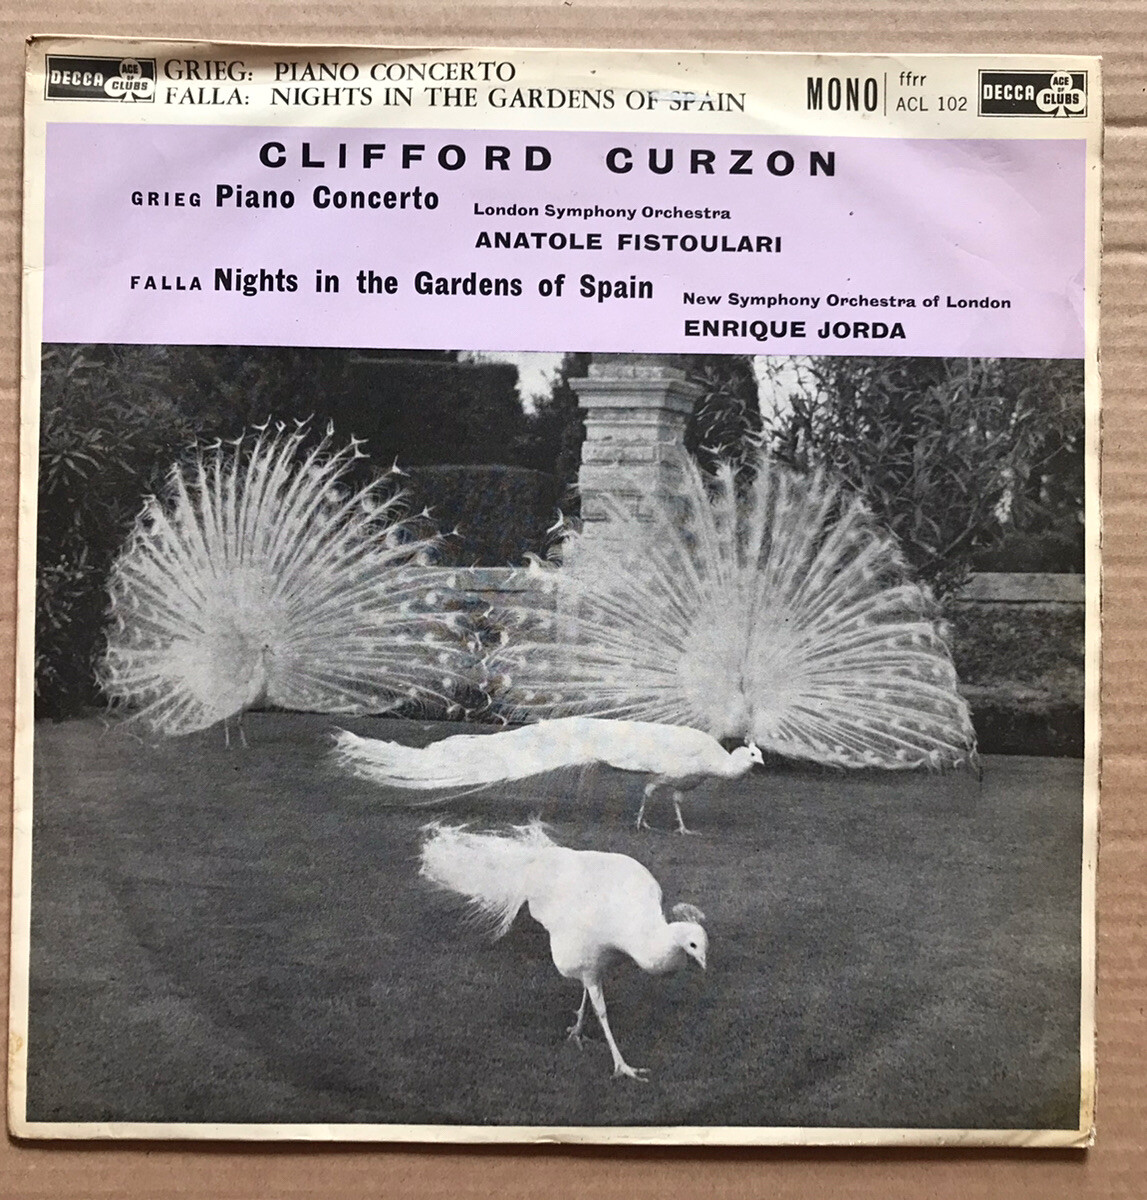 DECCA ACE OF CLUBS
GRIEG: PIANO CONCERTO
FALLA: NIGHTS IN THE GARDENS OF SPAIN
MONO
ffrr
ACL 102
DECCA ACE OF CLUBS
CLIFFORD CURZON
GRIEG Piano Concerto
London Symphony Orchestra
ANATOLE FISTOULARI
FALLA Nights in the Gardens of Spain
New Symphony Orchestra of London
ENRIQUE JORDA